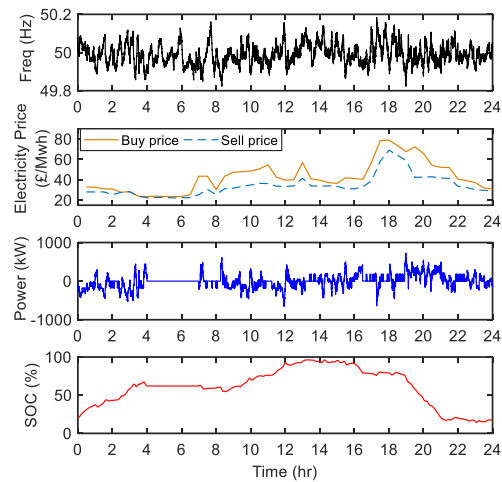 50.2
50
49.8
Freq (Hz)
0 2 4 6 8 10 12 14 16 18 20 22 24
Electricity Price
(£/Mwh)
80
60
40
20
Buy price Sell price
0 2 4 6 8 10 12 14 16 18 20 22 24
Power (kW)
1000
0
-1000
0 2 4 6 8 10 12 14 16 18 20 22 24
SOC (%)
100
50
0
0 2 4 6 8 10 12 14 16 18 20 22 24
Time (hr)